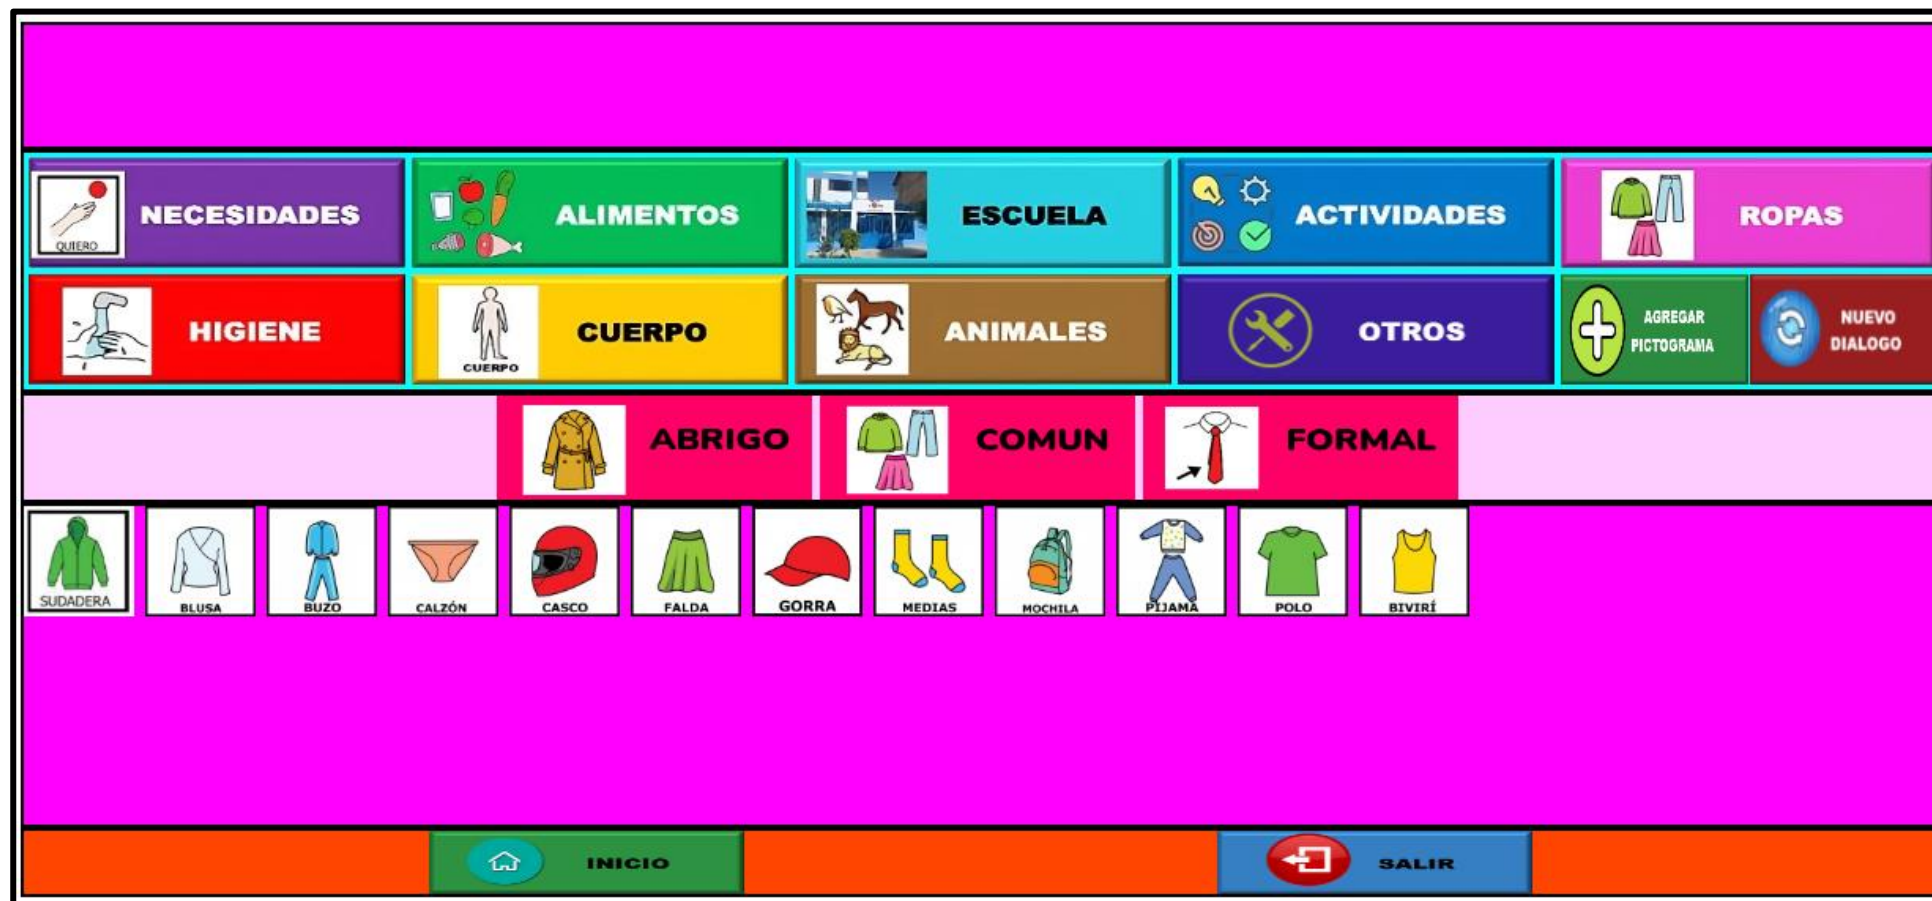 QUIERO
NECESIDADES
ALIMENTOS
ESCUELA
ACTIVIDADES
ROPAS
HIGIENE
CUERPO
CUERPO
ANIMALES
OTROS
AGREGAR
PICTOGRAMA
NUEVO
DIALOGO
ABRIGO
COMUN
FORMAL
SUDADERA
BLUSA
BUZO
CALZÓN
CASCO
FALDA
GORRA
MEDIAS
MOCHILA
PIJAMA
POLO
BIVIRÍ
INICIO
SALIR